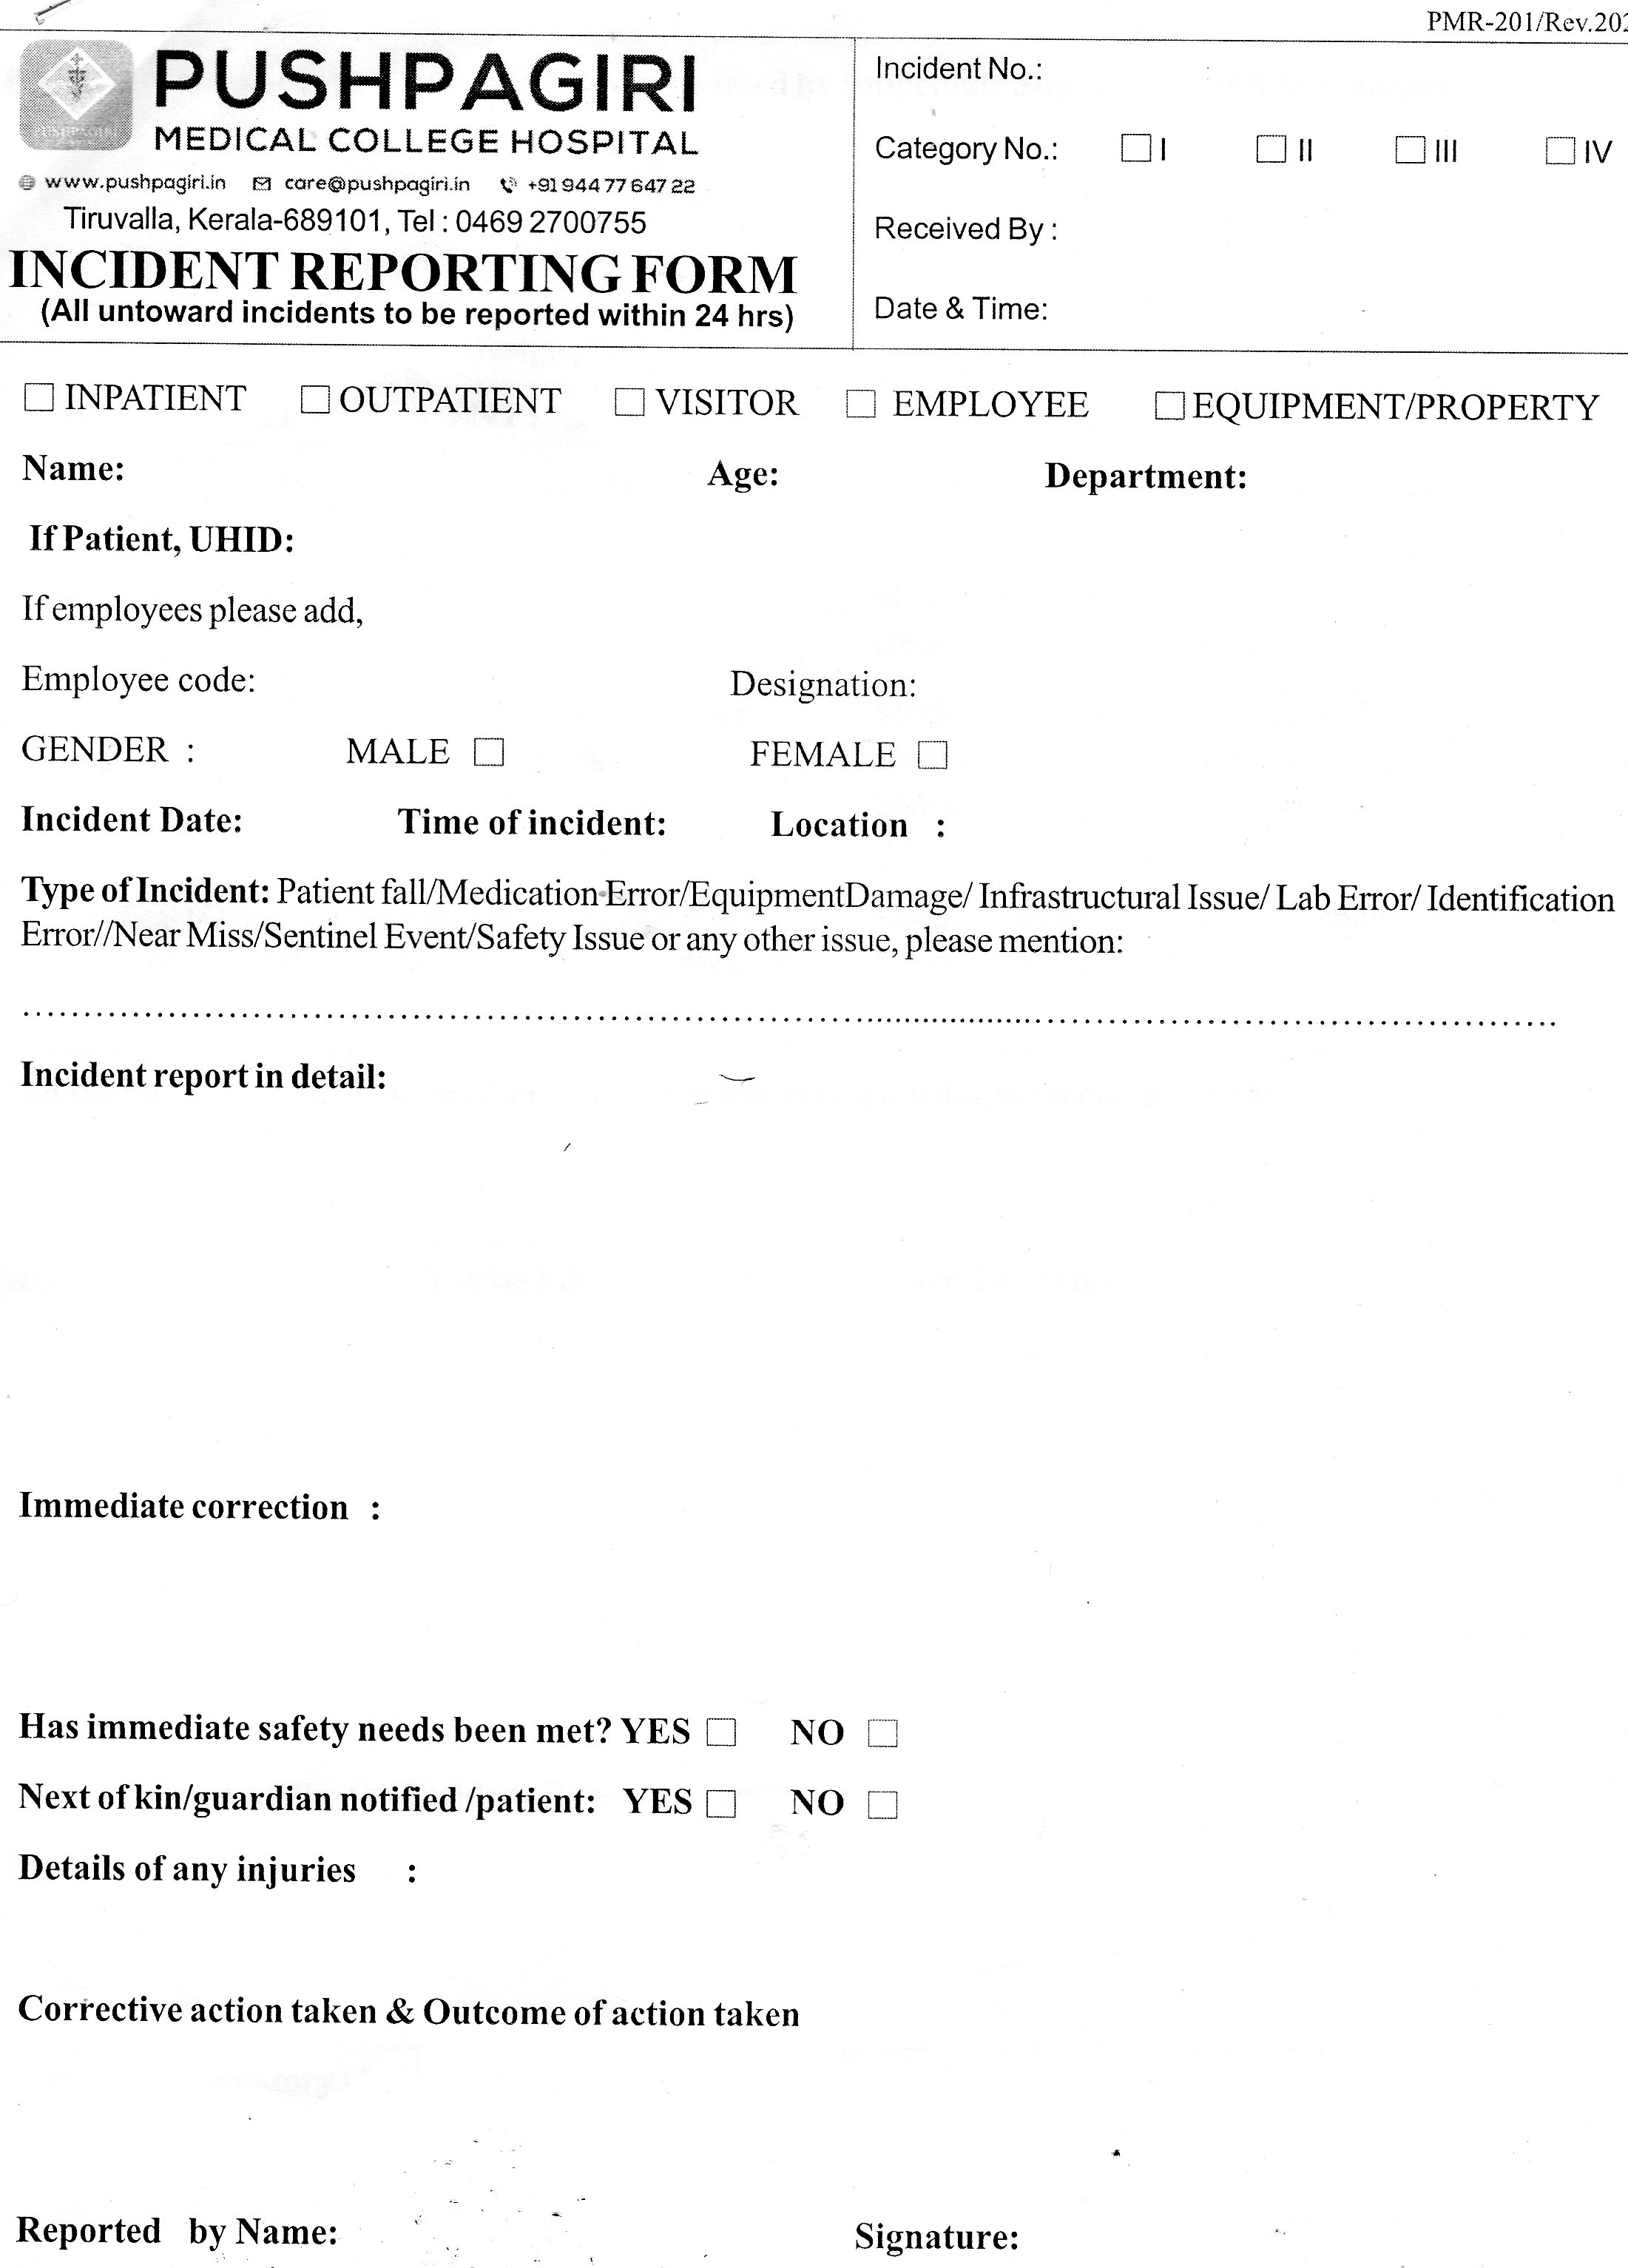 PMR-201/Rev.202
PUSHPAGIRI
MEDICAL COLLEGE HOSPITAL
www.pushpagiri.in care@pushpagiri.in +91 944 77 647 22
Tiruvalla, Kerala-689101, Tel : 0469 2700755
INCIDENT REPORTING FORM
(All untoward incidents to be reported within 24 hrs)
Incident No.:
Category No.: ☐ I ☐ II ☐ III ☐ IV
Received By :
Date & Time:
☐ INPATIENT ☐ OUTPATIENT ☐ VISITOR ☐ EMPLOYEE ☐ EQUIPMENT/PROPERTY
Name: Age: Department:
If Patient, UHID:
If employees please add,
Employee code: Designation:
GENDER : MALE ☐ FEMALE ☐
Incident Date: Time of incident: Location :
Type of Incident: Patient fall/Medication Error/EquipmentDamage/ Infrastructural Issue/ Lab Error/ Identification
Error//Near Miss/Sentinel Event/Safety Issue or any other issue, please mention:
Incident report in detail:
Immediate correction :
Has immediate safety needs been met? YES ☐ NO ☐
Next of kin/guardian notified /patient: YES ☐ NO ☐
Details of any injuries :
Corrective action taken & Outcome of action taken
Reported by Name: Signature: